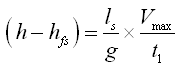 (h − h_fs) = l_s/g × V_max/t_1